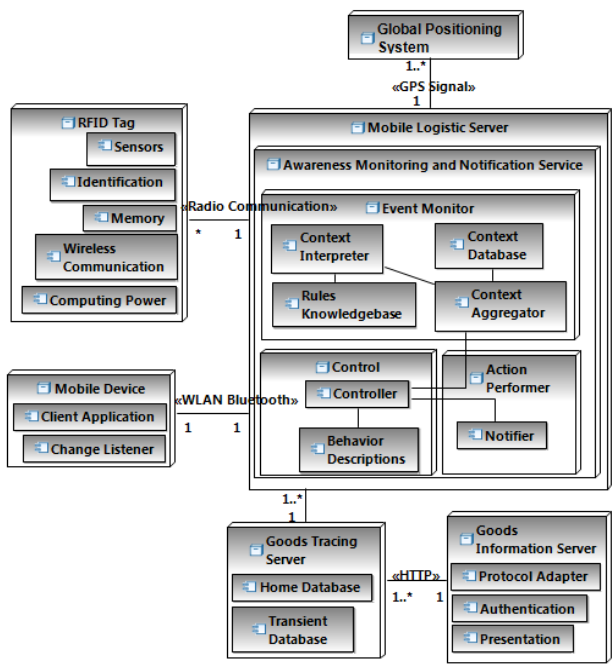 Global Positioning
System
1..*
«GPS Signal»
1
RFID Tag
Sensors
Identification
Memory
Wireless
Communication
Computing Power
«Radio Communication»
*
1
Mobile Logistic Server
Awareness Monitoring and Notification Service
Event Monitor
Context
Interpreter
Context
Database
Rules
Knowledgebase
Context
Aggregator
Control
Controller
Behavior
Descriptions
Action
Performer
Notifier
Mobile Device
Client Application
Change Listener
«WLAN Bluetooth»
1
1
1..*
1
Goods Tracing
Server
Home Database
Transient
Database
«HTTP»
1..*
1
Goods
Information Server
Protocol Adapter
Authentication
Presentation